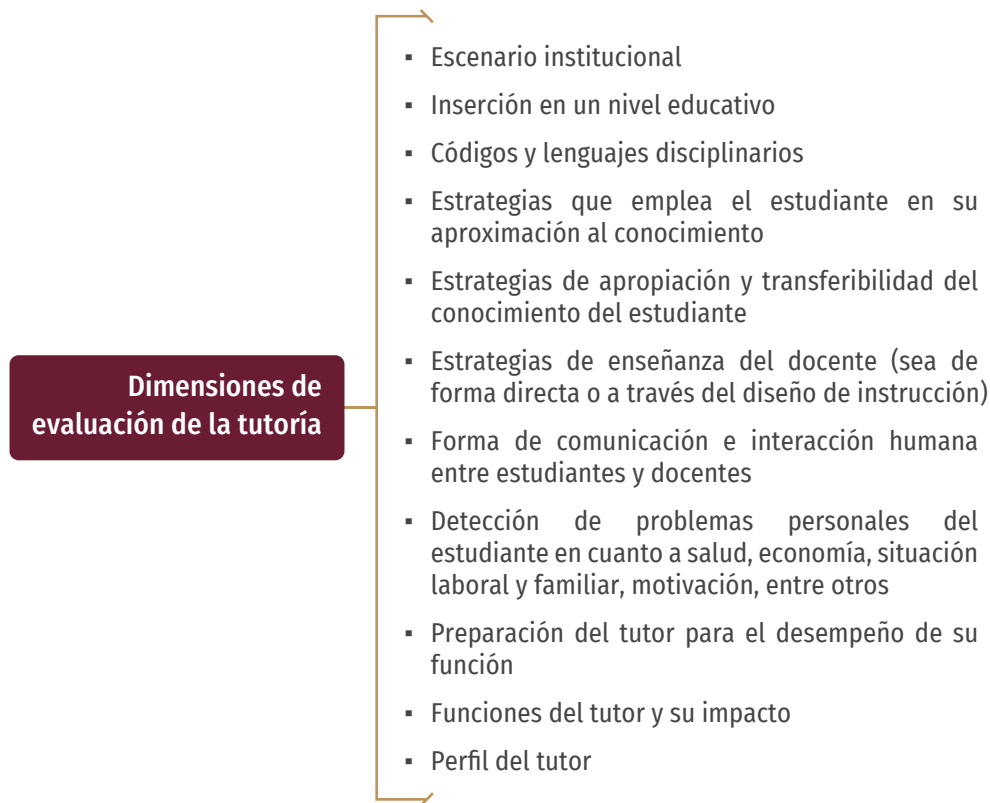 Dimensiones de
evaluación de la tutoría
▪ Escenario institucional
▪ Inserción en un nivel educativo
▪ Códigos y lenguajes disciplinarios
▪ Estrategias que emplea el estudiante en su
aproximación al conocimiento
▪ Estrategias de apropiación y transferibilidad del
conocimiento del estudiante
▪ Estrategias de enseñanza del docente (sea de
forma directa o a través del diseño de instrucción)
▪ Forma de comunicación e interacción humana
entre estudiantes y docentes
▪ Detección de problemas personales del
estudiante en cuanto a salud, economía, situación
laboral y familiar, motivación, entre otros
▪ Preparación del tutor para el desempeño de su
función
▪ Funciones del tutor y su impacto
▪ Perfil del tutor